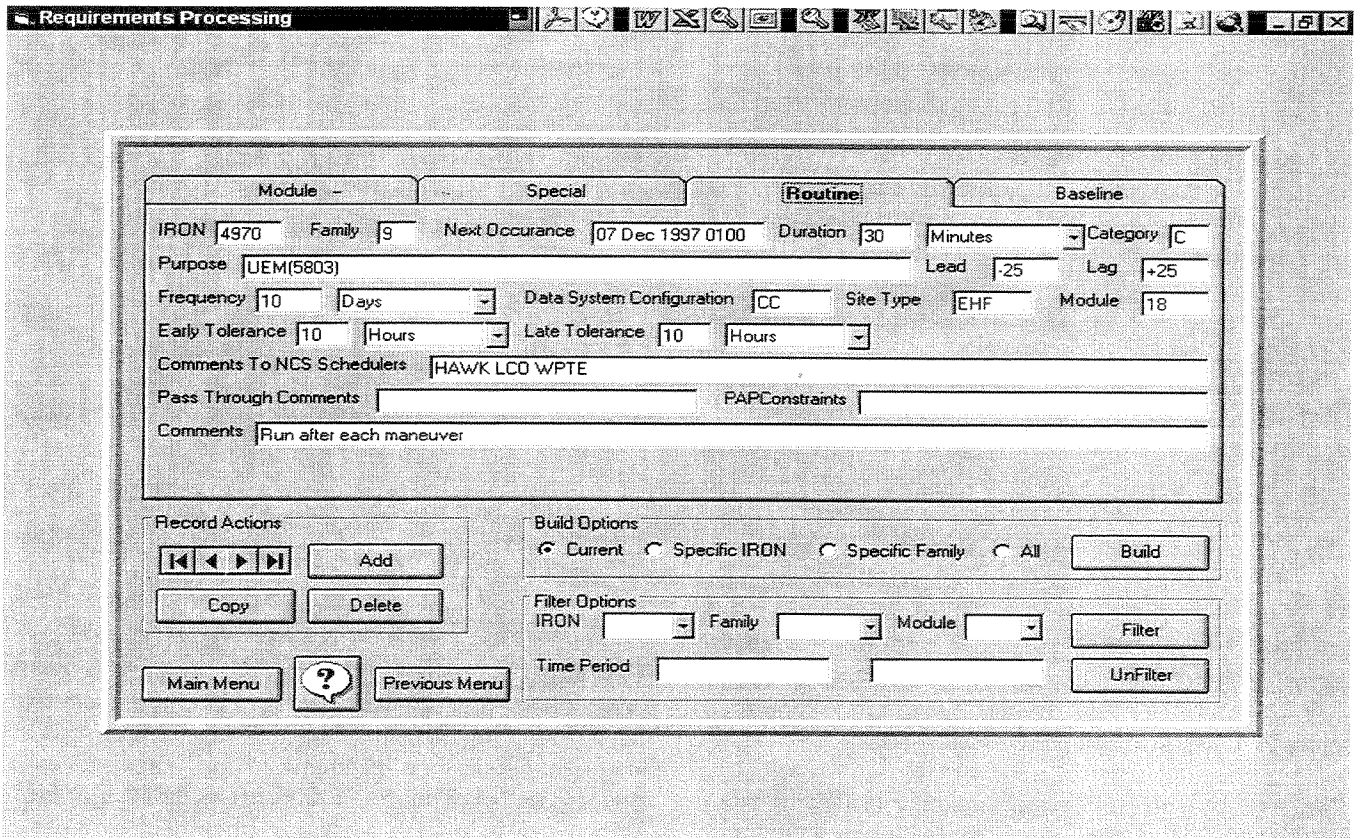 Requirements Processing
Module - Special Routine Baseline
IRON 4970 Family 9 Next Occurance 07 Dec 1997 0100 Duration 30 Minutes Category C
Purpose UEM(5803) Lead -25 Lag +25
Frequency 10 Days Data System Configuration CC Site Type EHF Module 18
Early Tolerance 10 Hours Late Tolerance 10 Hours
Comments To NCS Schedulers HAWK LCO WPTE
Pass Through Comments PAPConstraints
Comments Run after each maneuver
Record Actions Build Options
Current Specific IRON Specific Family All Build
Add
Copy Delete
Filter Options
IRON Family Module Filter
Time Period UnFilter
Main Menu ? Previous Menu